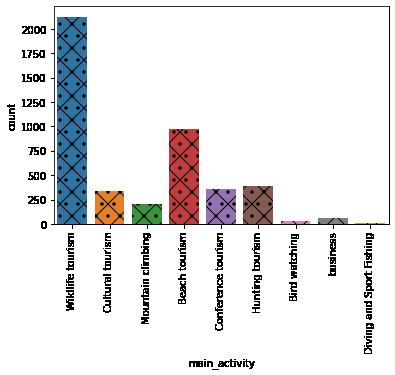 2000
1750
1500
1250
1000
750
500
250
0
count
Wildlife tourism
Cultural tourism
Mountain climbing
Beach tourism
Conference tourism
Hunting tourism
Bird watching
business
Diving and Sport Fishing
main_activity